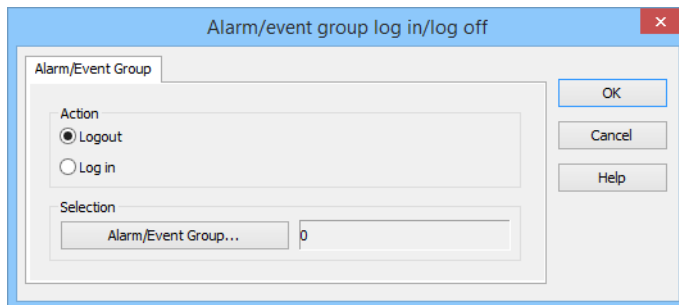 Alarm/event group log in/log off
Alarm/Event Group
Action
Logout
Log in
Selection
Alarm/Event Group...
0
OK
Cancel
Help